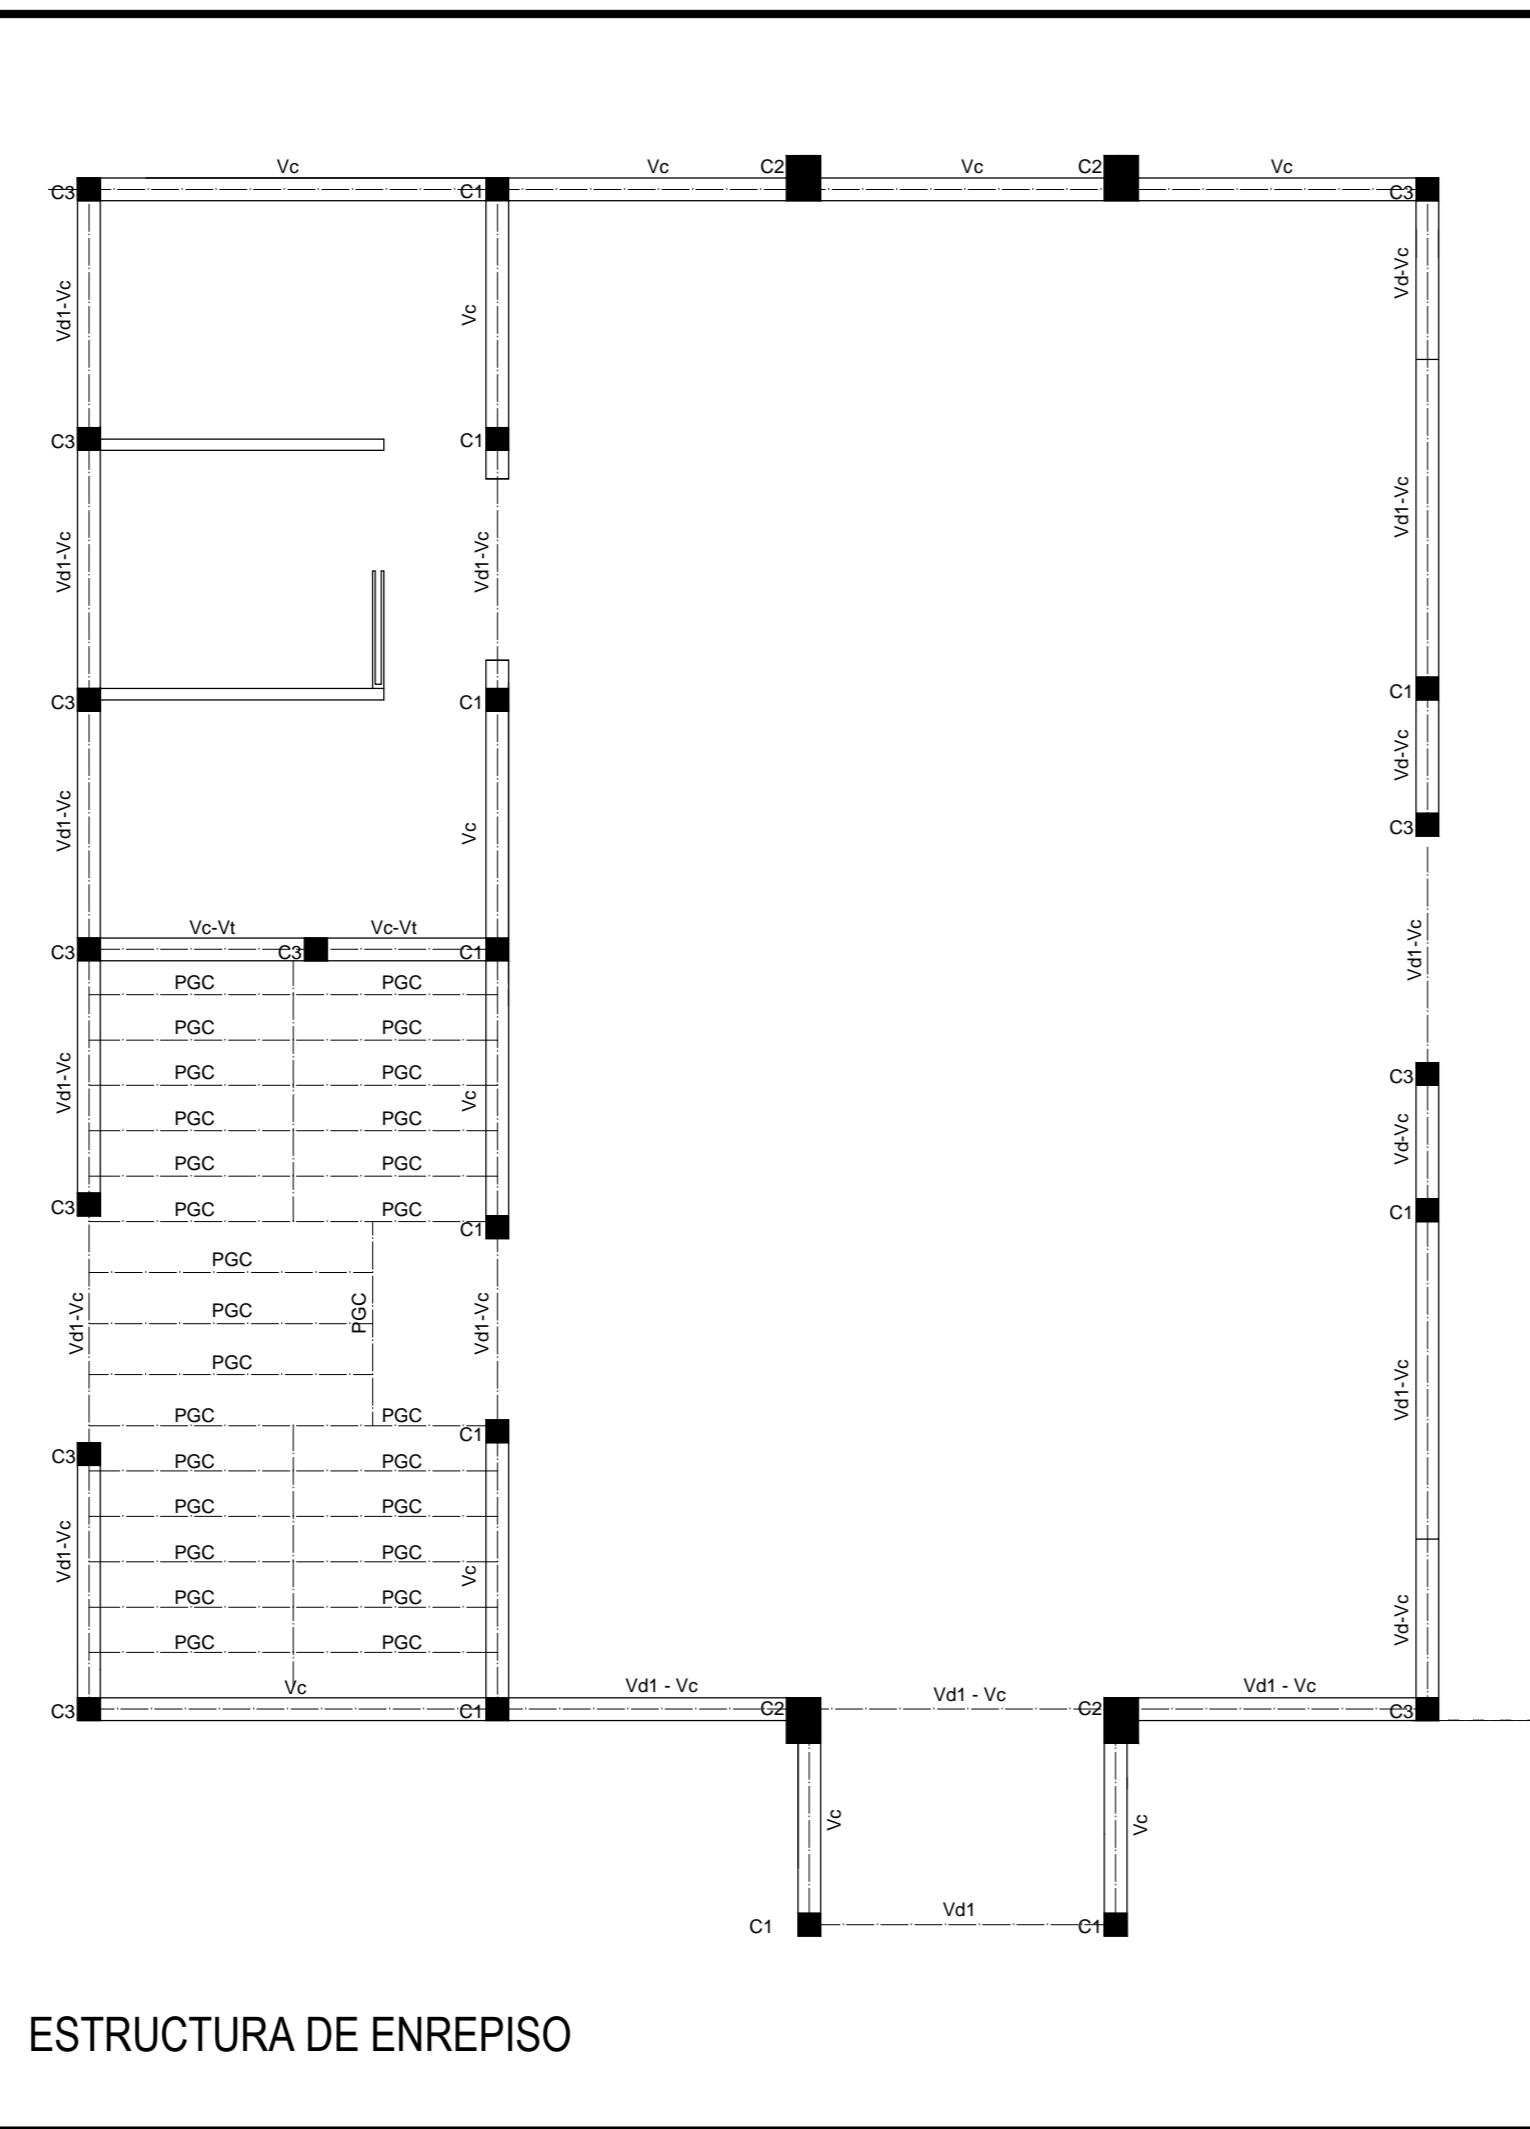 Vc Vc C2 Vc C2 Vc
C3 C1 C3
Vd-Vc
Vd1-Vc Vc
C3 C1
Vd1-Vc
Vd1-Vc Vd1-Vc
C1
C3 C1
Vd-Vc
Vd1-Vc Vc C3
Vc-Vt Vc-Vt
C3 C3 C1 Vd1-Vc
PGC PGC
PGC PGC
PGC PGC C3
Vd1-Vc Vc
PGC PGC Vd-Vc
PGC PGC
C3 PGC PGC C1
C1
PGC
PGC PGC
Vd1-Vc Vd1-Vc
PGC
Vd1-Vc
PGC PGC
C1
C3 PGC PGC
PGC PGC
Vd1-Vc PGC PGC Vc
PGC PGC
Vd-Vc
PGC PGC
Vc Vd1 - Vc Vd1 - Vc Vd1 - Vc
C3 C1 C2 C2 C3
Vc Vc
Vd1
C1 C1
ESTRUCTURA DE ENREPISO